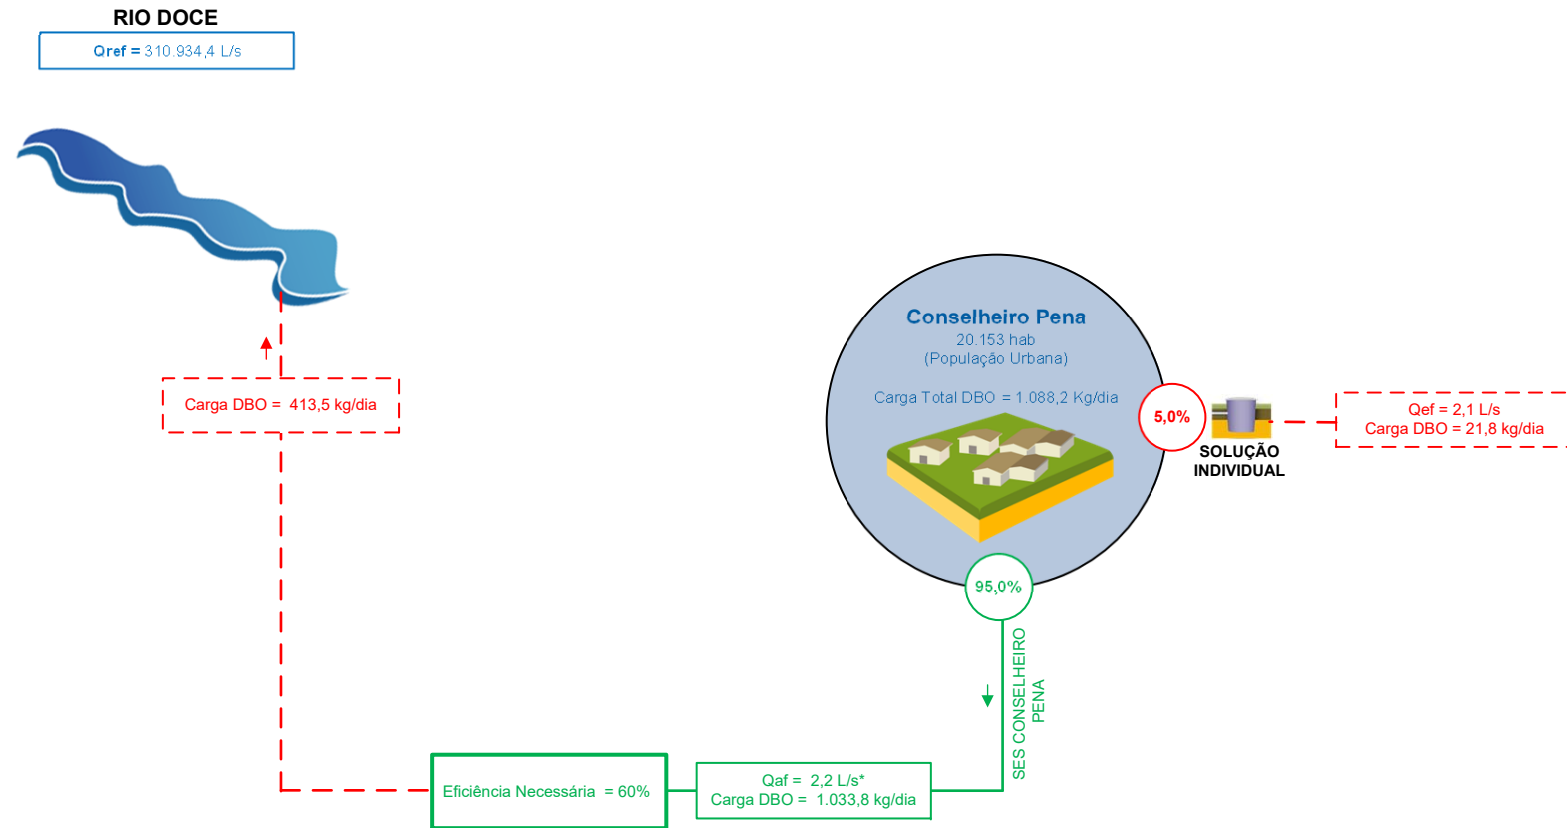 RIO DOCE
Qref = 310.934,4 L/s
Conselheiro Pena
20.153 hab
(População Urbana)
Carga Total DBO = 1.088,2 Kg/dia
Carga DBO = 413,5 kg/dia
5,0%
SOLUÇÃO
INDIVIDUAL
Qef = 2,1 L/s
Carga DBO = 21,8 kg/dia
95,0%
SES CONSELHEIRO
PENA
Eficiência Necessária = 60%
Qaf = 2,2 L/s*
Carga DBO = 1.033,8 kg/dia